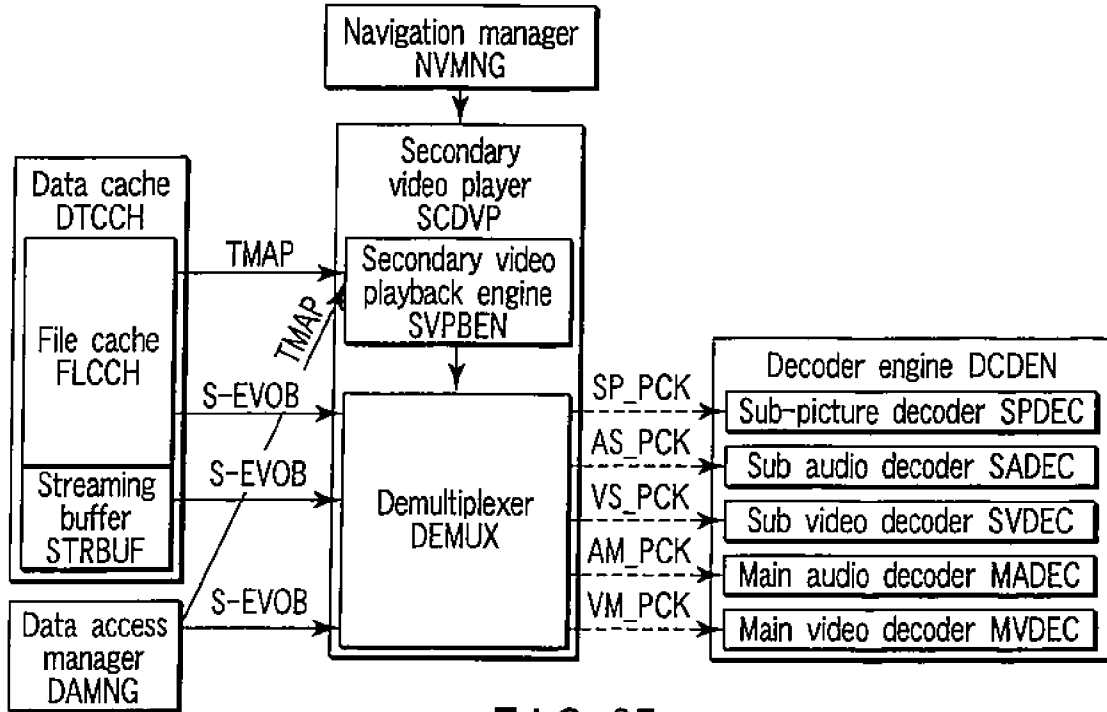 Navigation manager
NVMNG
Data cache
DTCCH
File cache
FLCCH
Streaming
buffer
STRBUF
Data access
manager
DAMNG
TMAP
TMAP
S-EVOB
S-EVOB
S-EVOB
Secondary
video player
SCDVP
Secondary video
playback engine
SVPBEN
Demultiplexer
DEMUX
SP_PCK
AS_PCK
VS_PCK
AM_PCK
VM_PCK
Decoder engine DCDEN
Sub-picture decoder SPDEC
Sub audio decoder SADEC
Sub video decoder SVDEC
Main audio decoder MADEC
Main video decoder MVDEC